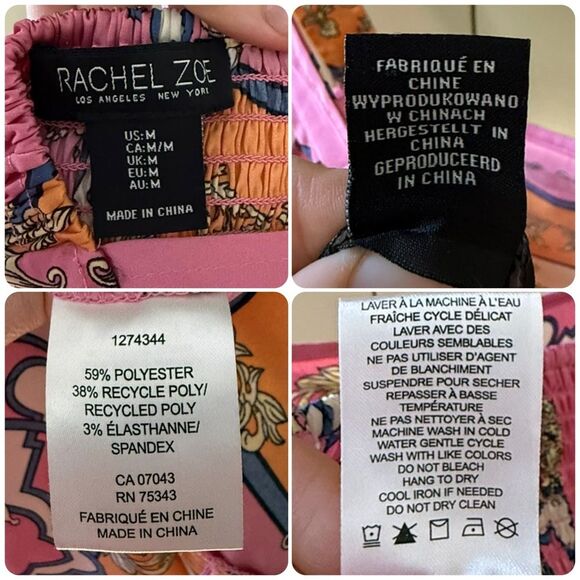 RACHEL ZOE
LOS ANGELES NEW YORK
US: M
CA: M/M
UK: M
EU: M
AU: M
MADE IN CHINA
FABRIQUÉ EN
CHINE
WYPRODUKOWANO
W CHINACH
HERGESTELLT IN
CHINA
GEPRODUCEERD
IN CHINA
1274344
59% POLYESTER
38% RECYCLE POLY/
RECYCLED POLY
3% ÉLASTHANNE/
SPANDEX
CA 07043
RN 75343
FABRIQUÉ EN CHINE
MADE IN CHINA
LAVER À LA MACHINE À L'EAU
FRAÎCHE CYCLE DÉLICAT
LAVER AVEC DES
COULEURS SEMBLABLES
NE PAS UTILISER D'AGENT
DE BLANCHIMENT
SUSPENDRE POUR SECHER
REPASSER À BASSE
TEMPÉRATURE
NE PAS NETTOYER À SEC
MACHINE WASH IN COLD
WATER GENTLE CYCLE
WASH WITH LIKE COLORS
DO NOT BLEACH
HANG TO DRY
COOL IRON IF NEEDED
DO NOT DRY CLEAN